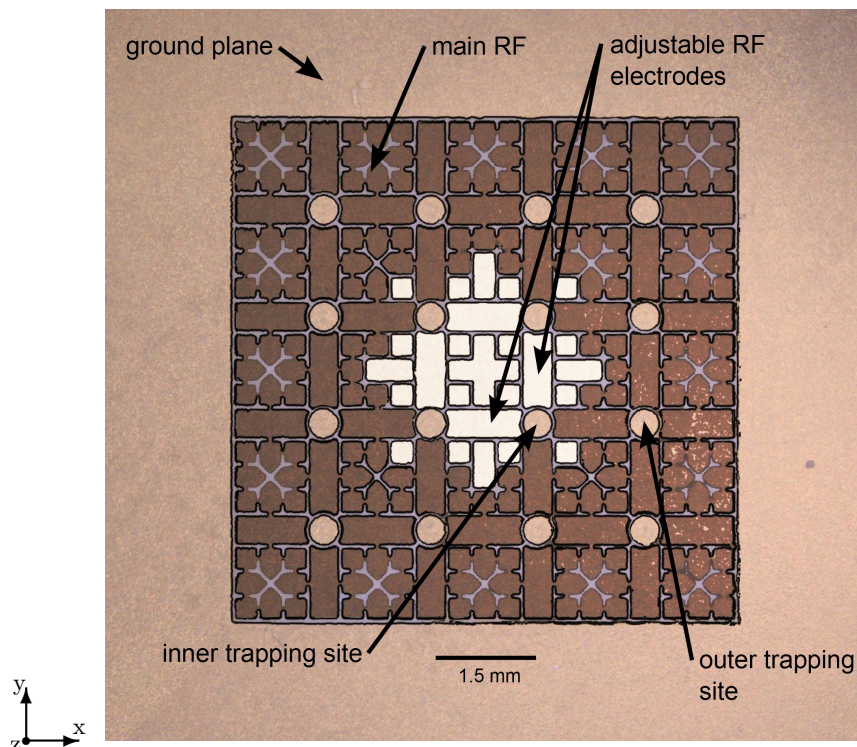 ground plane
main RF
adjustable RF
electrodes
inner trapping site
1.5 mm
outer trapping
site
y
x
z